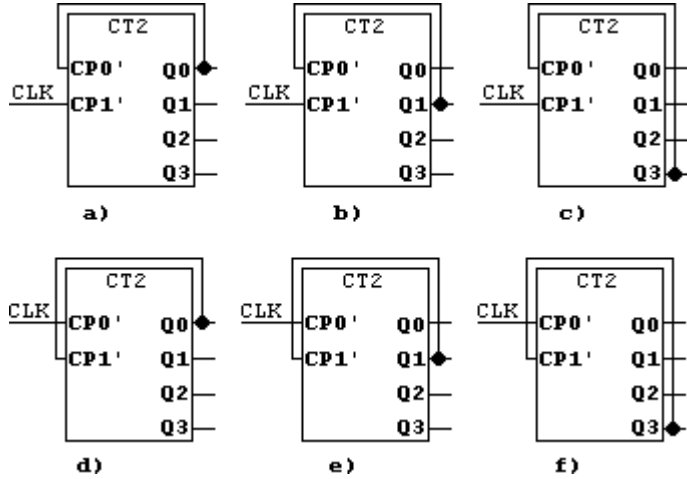 CT2 CT2 CT2
CP0' Q0 CP0' Q0 CP0' Q0
CLK CP1' Q1 CLK CP1' Q1 CLK CP1' Q1
Q2 Q2 Q2
Q3 Q3 Q3
a) b) c)
CT2 CT2 CT2
CLK CP0' Q0 CLK CP0' Q0 CLK CP0' Q0
CP1' Q1 CP1' Q1 CP1' Q1
Q2 Q2 Q2
Q3 Q3 Q3
d) e) f)